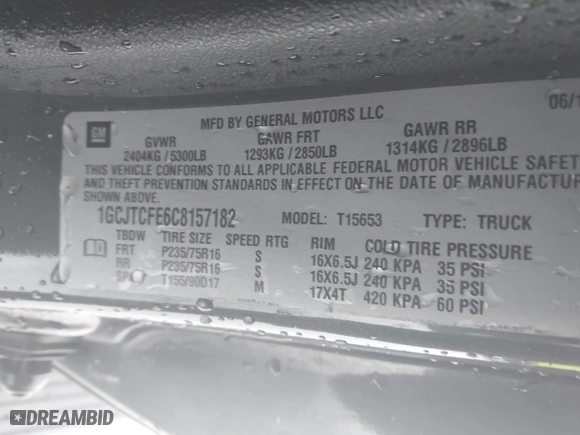 MFD BY GENERAL MOTORS LLC
06/1
GM
GVWR GAWR FRT GAWR RR
2404KG / 5300LB 1293KG / 2850LB 1314KG / 2896LB
THIS VEHICLE CONFORMS TO ALL APPLICABLE FEDERAL MOTOR VEHICLE SAFET
AND THEFT PREVENTION STANDARDS IN EFFECT ON THE DATE OF MANUFACTURE
SHOWN ABOVE.
1GCJTCFE6C8157182 MODEL: T15653 TYPE: TRUCK
TBDW TIRE SIZE SPEED RTG RIM COLD TIRE PRESSURE
FRT P235/75R16 S 16X6.5J 240 KPA 35 PSI
RR P235/75R16 S 16X6.5J 240 KPA 35 PSI
SPA T155/90D17 M 17X4T 420 KPA 60 PSI
DREAMBID